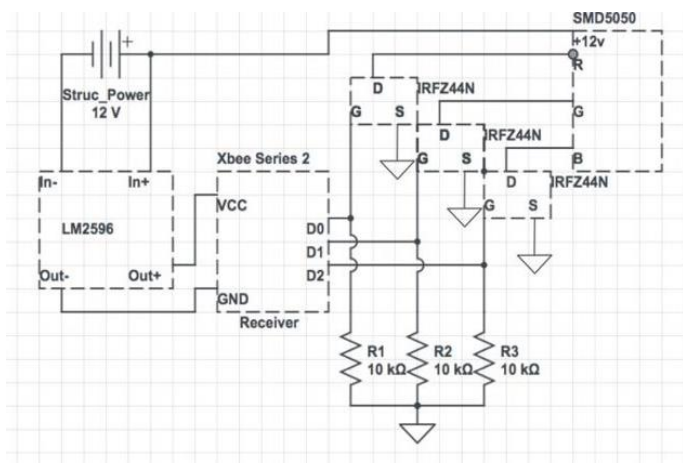 SMD5050
+12v
R
G
B
+
Struc_Power
12 V
D
G
S
IRFZ44N
D
G
S
IRFZ44N
D
G
S
IRFZ44N
Xbee Series 2
In-
In+
LM2596
Out-
Out+
VCC
D0
D1
D2
GND
Receiver
R1
10 kΩ
R2
10 kΩ
R3
10 kΩ